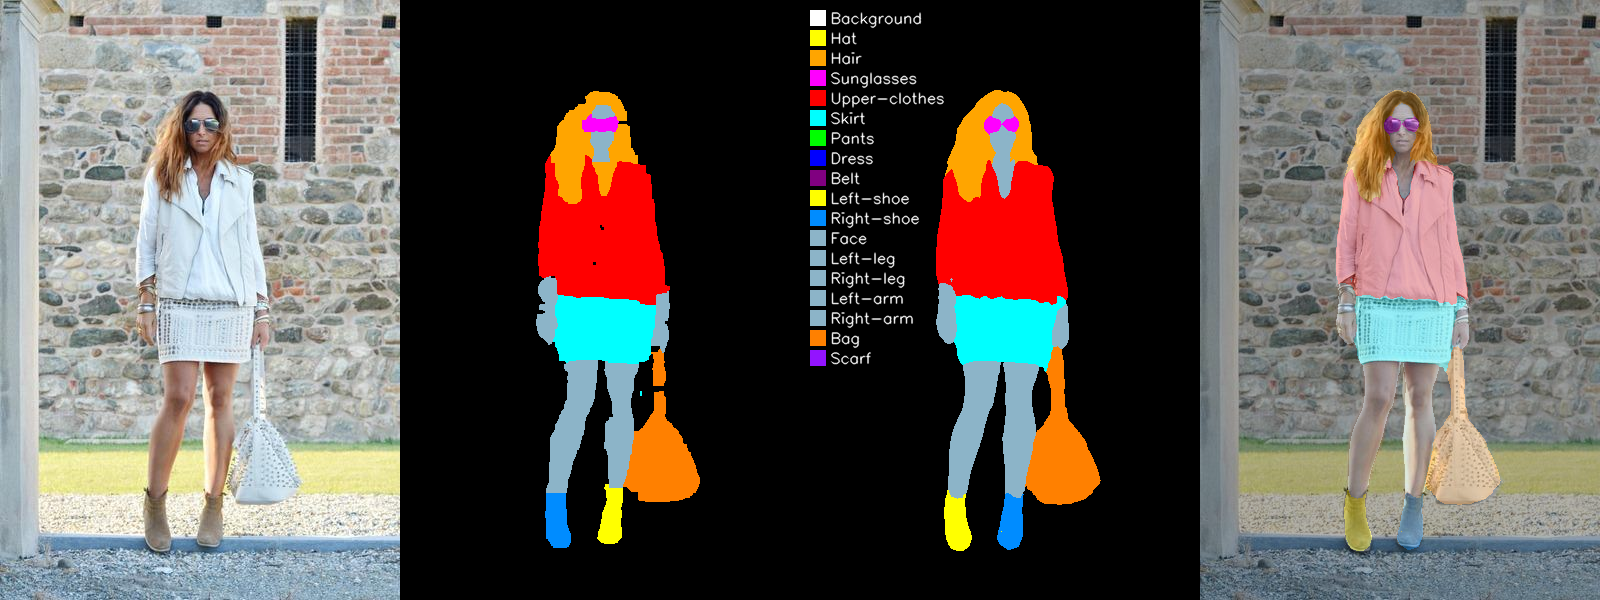 Background
Hat
Hair
Sunglasses
Upper-clothes
Skirt
Pants
Dress
Belt
Left-shoe
Right-shoe
Face
Left-leg
Right-leg
Left-arm
Right-arm
Bag
Scarf